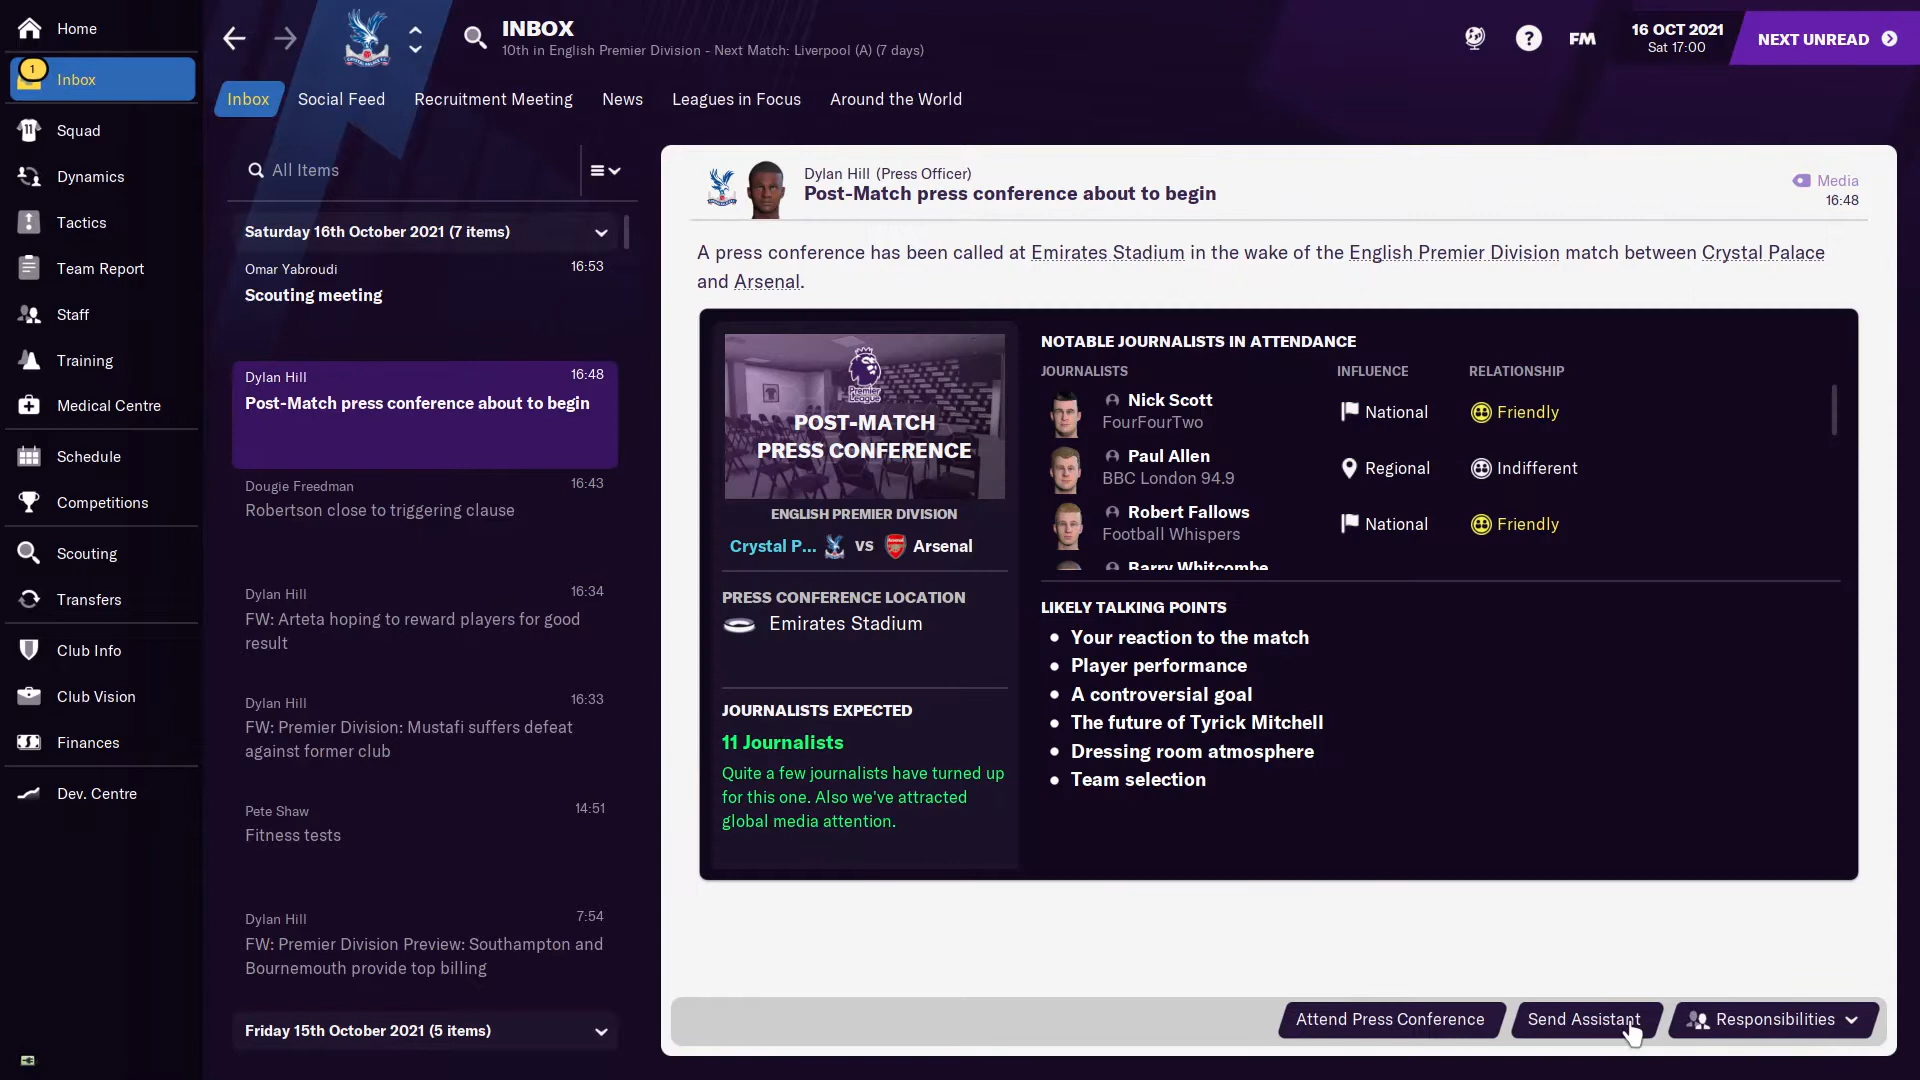 Home
1
Inbox
Squad
Dynamics
Tactics
Team Report
Staff
Training
Medical Centre
Schedule
Competitions
Scouting
Transfers
Club Info
Club Vision
Finances
Dev. Centre
INBOX
10th in English Premier Division - Next Match: Liverpool (A) (7 days)
?
FM
16 OCT 2021
Sat 17:00
NEXT UNREAD
Inbox Social Feed Recruitment Meeting News Leagues in Focus Around the World
All Items
Saturday 16th October 2021 (7 items)
Omar Yabroudi 16:53
Scouting meeting
Dylan Hill 16:48
Post-Match press conference about to begin
Dougie Freedman 16:43
Robertson close to triggering clause
Dylan Hill 16:34
FW: Arteta hoping to reward players for good
result
Dylan Hill 16:33
FW: Premier Division: Mustafi suffers defeat
against former club
Pete Shaw 14:51
Fitness tests
Dylan Hill 7:54
FW: Premier Division Preview: Southampton and
Bournemouth provide top billing
Friday 15th October 2021 (5 items)
Dylan Hill (Press Officer)
Post-Match press conference about to begin
Media
16:48
A press conference has been called at Emirates Stadium in the wake of the English Premier Division match between Crystal Palace
and Arsenal.
Premier
League
POST-MATCH
PRESS CONFERENCE
ENGLISH PREMIER DIVISION
Crystal P... VS Arsenal
PRESS CONFERENCE LOCATION
Emirates Stadium
JOURNALISTS EXPECTED
11 Journalists
Quite a few journalists have turned up
for this one. Also we've attracted
global media attention.
NOTABLE JOURNALISTS IN ATTENDANCE
JOURNALISTS INFLUENCE RELATIONSHIP
Nick Scott
FourFourTwo
National Friendly
Paul Allen
BBC London 94.9
Regional Indifferent
Robert Fallows
Football Whispers
National Friendly
Barry Whitcombe
LIKELY TALKING POINTS
• Your reaction to the match
• Player performance
• A controversial goal
• The future of Tyrick Mitchell
• Dressing room atmosphere
• Team selection
Attend Press Conference Send Assistant Responsibilities